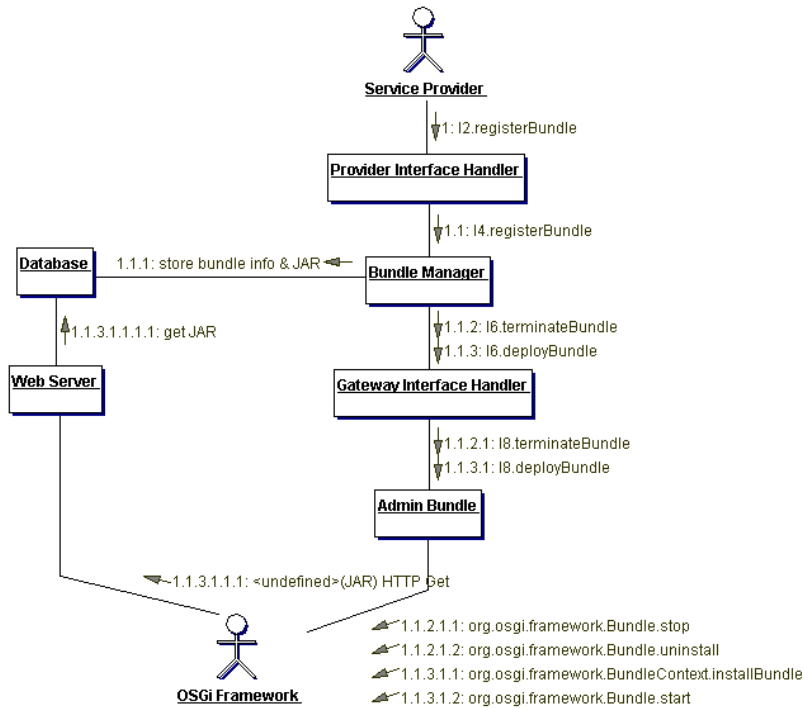 Service Provider
1: I2.registerBundle
Provider Interface Handler
1.1: I4.registerBundle
Database
1.1.1: store bundle info & JAR
Bundle Manager
1.1.3.1.1.1.1: get JAR
1.1.2: I6.terminateBundle
1.1.3: I6.deployBundle
Web Server
Gateway Interface Handler
1.1.2.1: I8.terminateBundle
1.1.3.1: I8.deployBundle
Admin Bundle
1.1.3.1.1.1: <undefined>(JAR) HTTP Get
1.1.2.1.1: org.osgi.framework.Bundle.stop
1.1.2.1.2: org.osgi.framework.Bundle.uninstall
1.1.3.1.1: org.osgi.framework.BundleContext.installBundle
OSGi Framework
1.1.3.1.2: org.osgi.framework.Bundle.start